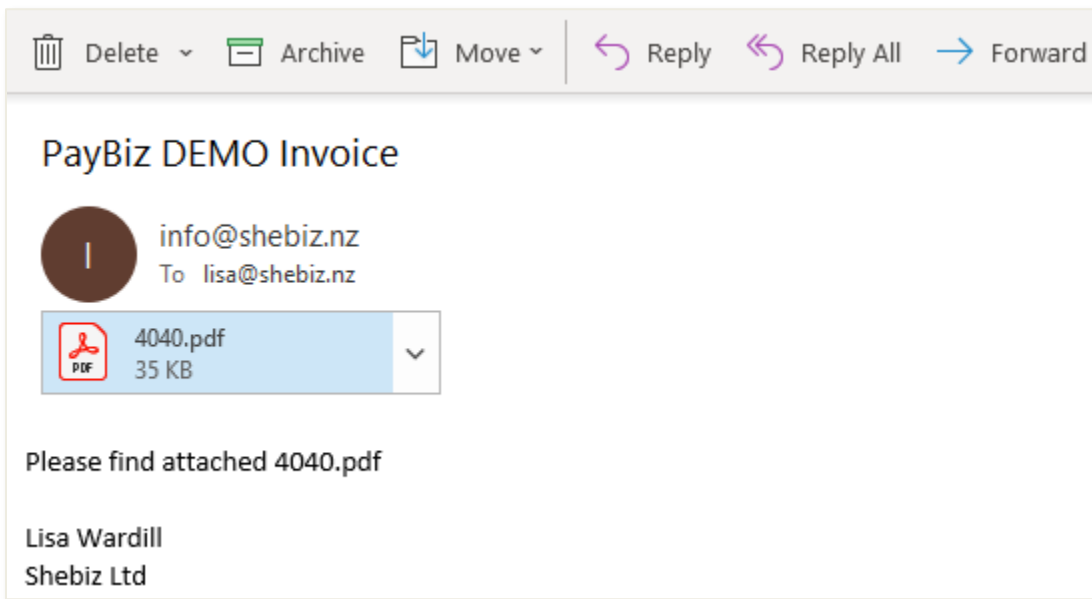 Delete Archive Move Reply Reply All Forward
PayBiz DEMO Invoice
I
info@shebiz.nz
To lisa@shebiz.nz
PDF
4040.pdf
35 KB
Please find attached 4040.pdf
Lisa Wardill
Shebiz Ltd